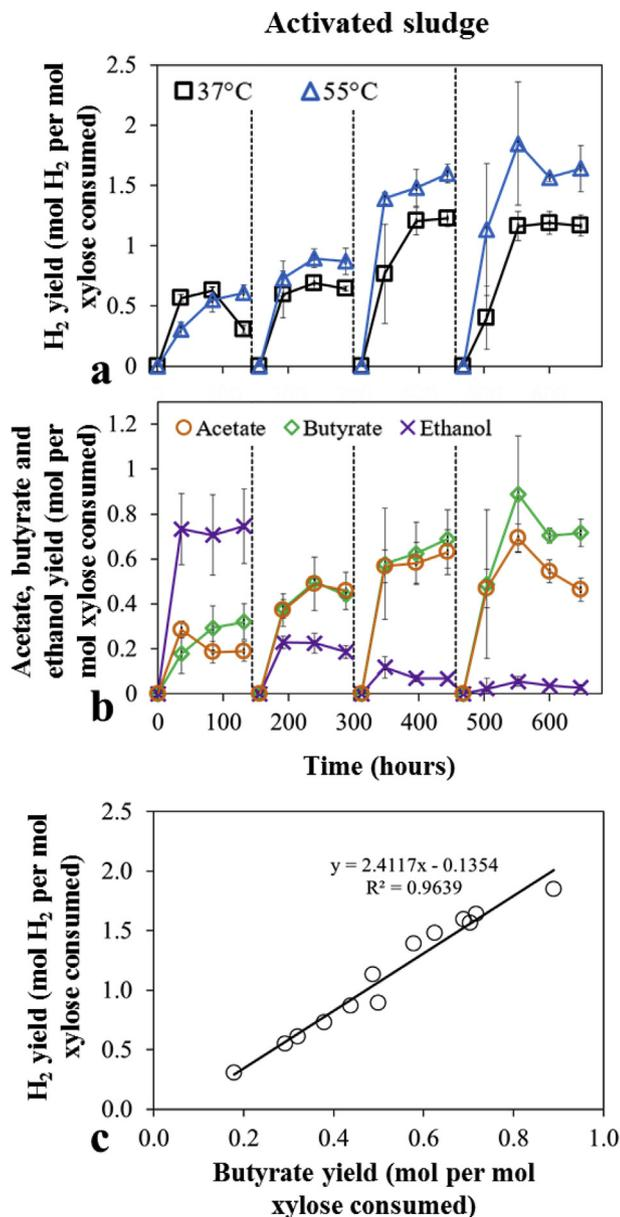 Activated sludge
H₂ yield (mol H₂ per mol
xylose consumed)
2.5
2
1.5
1
0.5
0
37°C
55°C
a
Acetate, butyrate and
ethanol yield (mol per
mol xylose consumed)
1.2
1
0.8
0.6
0.4
0.2
0
Acetate
Butyrate
Ethanol
b
0 100 200 300 400 500 600
Time (hours)
H₂ yield (mol H₂ per mol
xylose consumed)
2.5
2.0
1.5
1.0
0.5
0.0
y = 2.4117x - 0.1354
R² = 0.9639
c
0.0 0.2 0.4 0.6 0.8 1.0
Butyrate yield (mol per mol
xylose consumed)